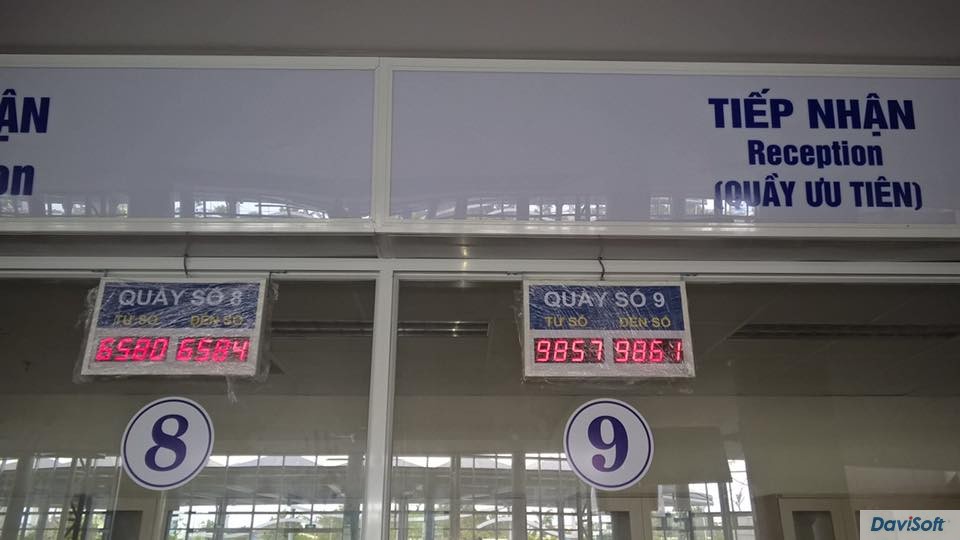 ẬN
on
TIẾP NHẬN
Reception
(QUẦY ƯU TIÊN)
QUẦY SỐ 8
TỪ SỐ ĐẾN SỐ
6580 6584
QUẦY SỐ 9
TỪ SỐ ĐẾN SỐ
9857 9861
8
9
DaviSoft